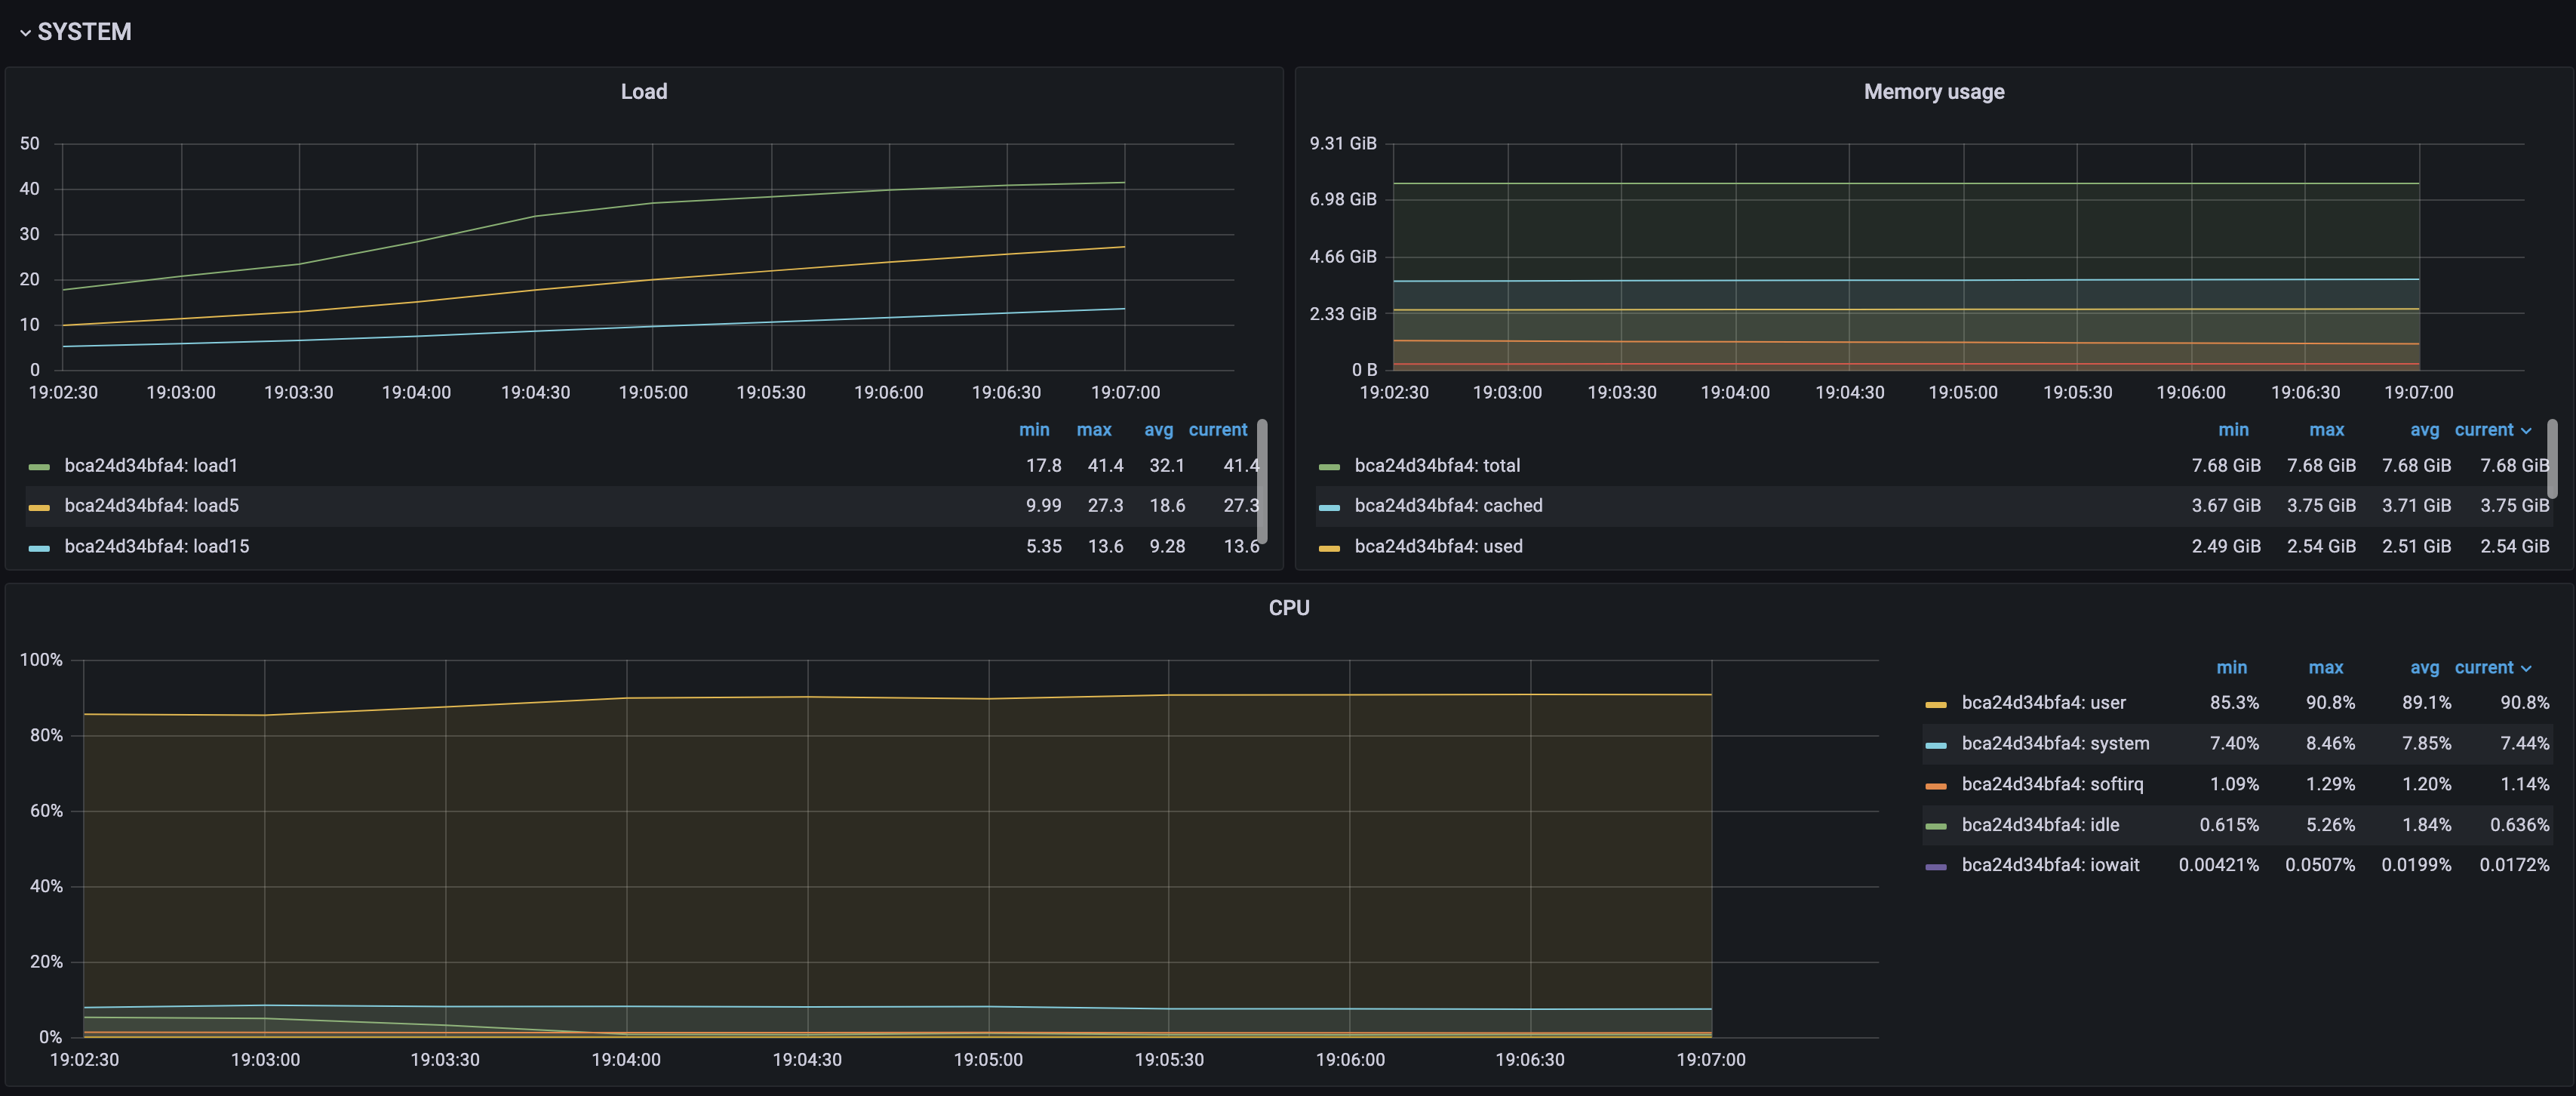 SYSTEM
Load
50
40
30
20
10
0
19:02:30 19:03:00 19:03:30 19:04:00 19:04:30 19:05:00 19:05:30 19:06:00 19:06:30 19:07:00
min max avg current
bca24d34bfa4: load1 17.8 41.4 32.1 41.4
bca24d34bfa4: load5 9.99 27.3 18.6 27.3
bca24d34bfa4: load15 5.35 13.6 9.28 13.6
Memory usage
9.31 GiB
6.98 GiB
4.66 GiB
2.33 GiB
0 B
19:02:30 19:03:00 19:03:30 19:04:00 19:04:30 19:05:00 19:05:30 19:06:00 19:06:30 19:07:00
min max avg current
bca24d34bfa4: total 7.68 GiB 7.68 GiB 7.68 GiB 7.68 GiB
bca24d34bfa4: cached 3.67 GiB 3.75 GiB 3.71 GiB 3.75 GiB
bca24d34bfa4: used 2.49 GiB 2.54 GiB 2.51 GiB 2.54 GiB
CPU
100%
80%
60%
40%
20%
0%
19:02:30 19:03:00 19:03:30 19:04:00 19:04:30 19:05:00 19:05:30 19:06:00 19:06:30 19:07:00
min max avg current
bca24d34bfa4: user 85.3% 90.8% 89.1% 90.8%
bca24d34bfa4: system 7.40% 8.46% 7.85% 7.44%
bca24d34bfa4: softirq 1.09% 1.29% 1.20% 1.14%
bca24d34bfa4: idle 0.615% 5.26% 1.84% 0.636%
bca24d34bfa4: iowait 0.00421% 0.0507% 0.0199% 0.0172%